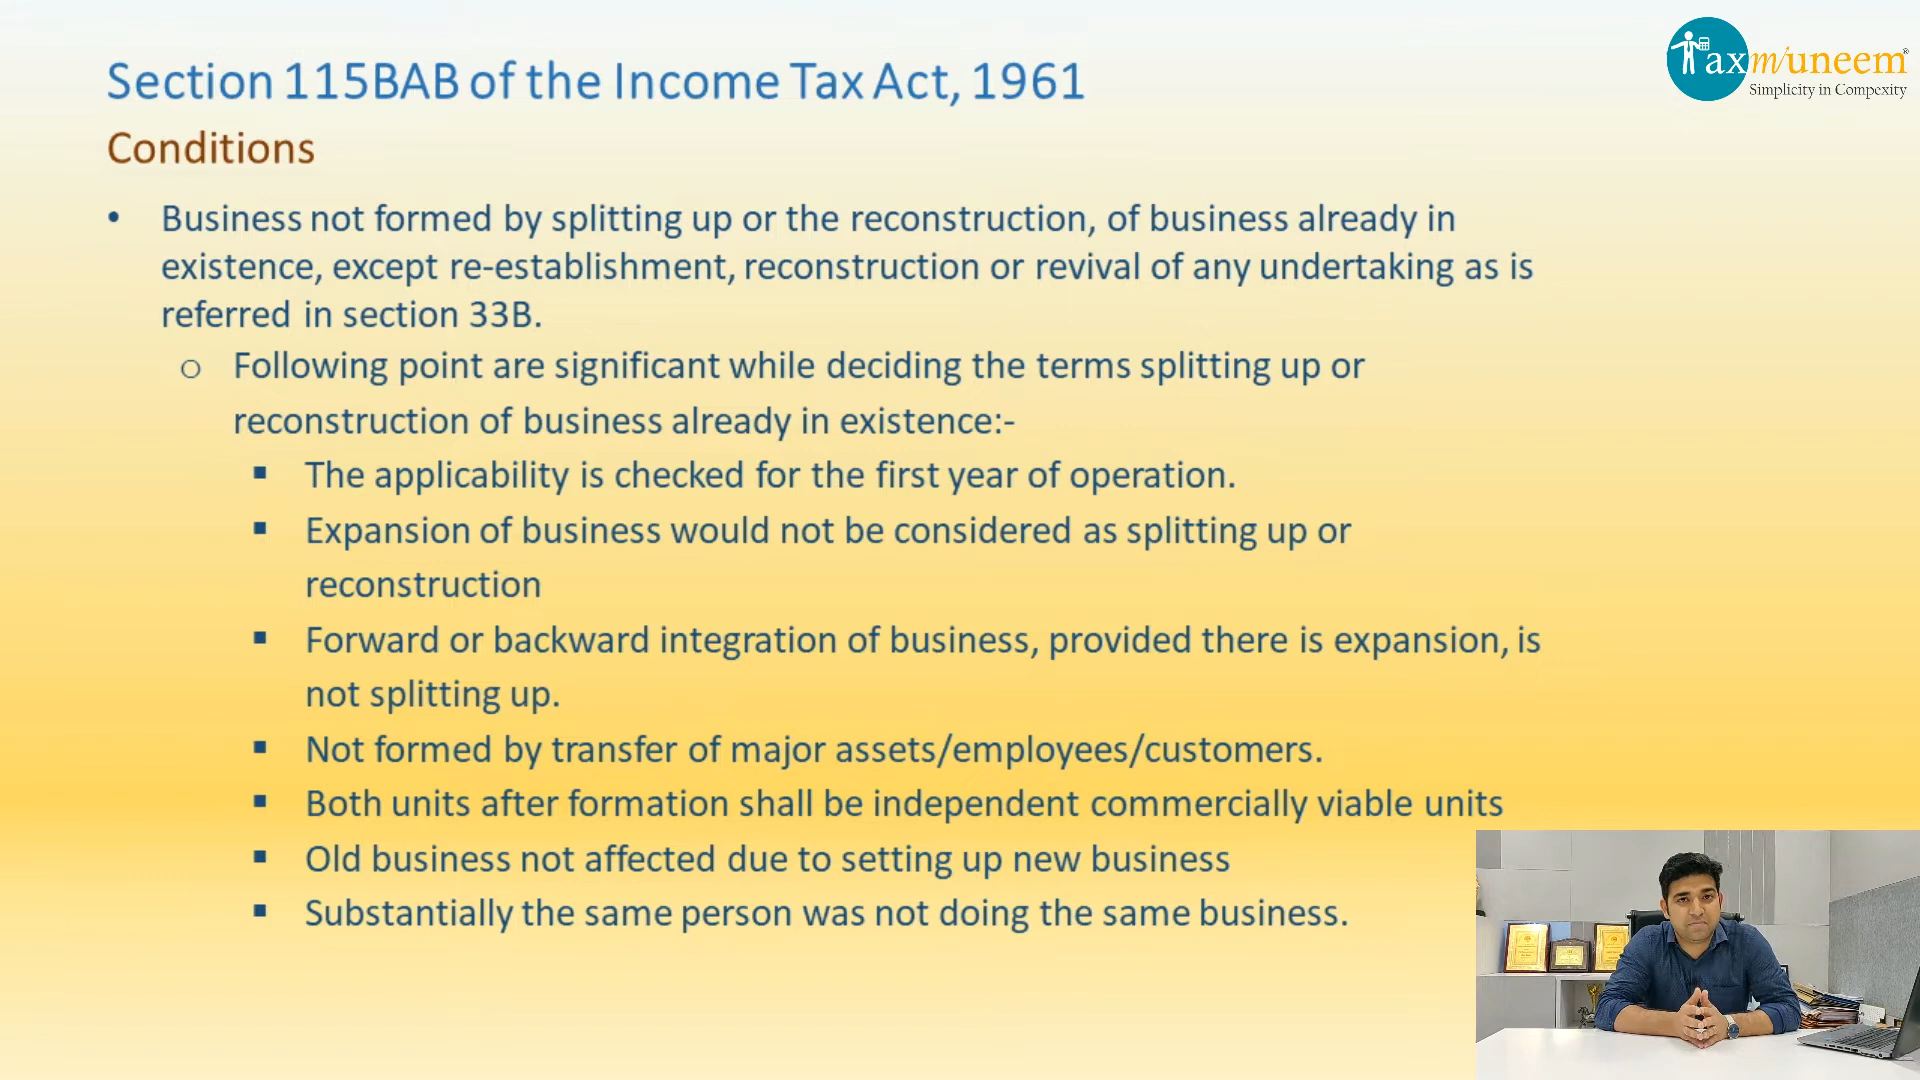 Section 115BAB of the Income Tax Act, 1961
Taxm/uneem®
Simplicity in Compexity
Conditions
• Business not formed by splitting up or the reconstruction, of business already in
existence, except re-establishment, reconstruction or revival of any undertaking as is
referred in section 33B.
o Following point are significant while deciding the terms splitting up or
reconstruction of business already in existence:-
▪ The applicability is checked for the first year of operation.
▪ Expansion of business would not be considered as splitting up or
reconstruction
▪ Forward or backward integration of business, provided there is expansion, is
not splitting up.
▪ Not formed by transfer of major assets/employees/customers.
▪ Both units after formation shall be independent commercially viable units
▪ Old business not affected due to setting up new business
▪ Substantially the same person was not doing the same business.